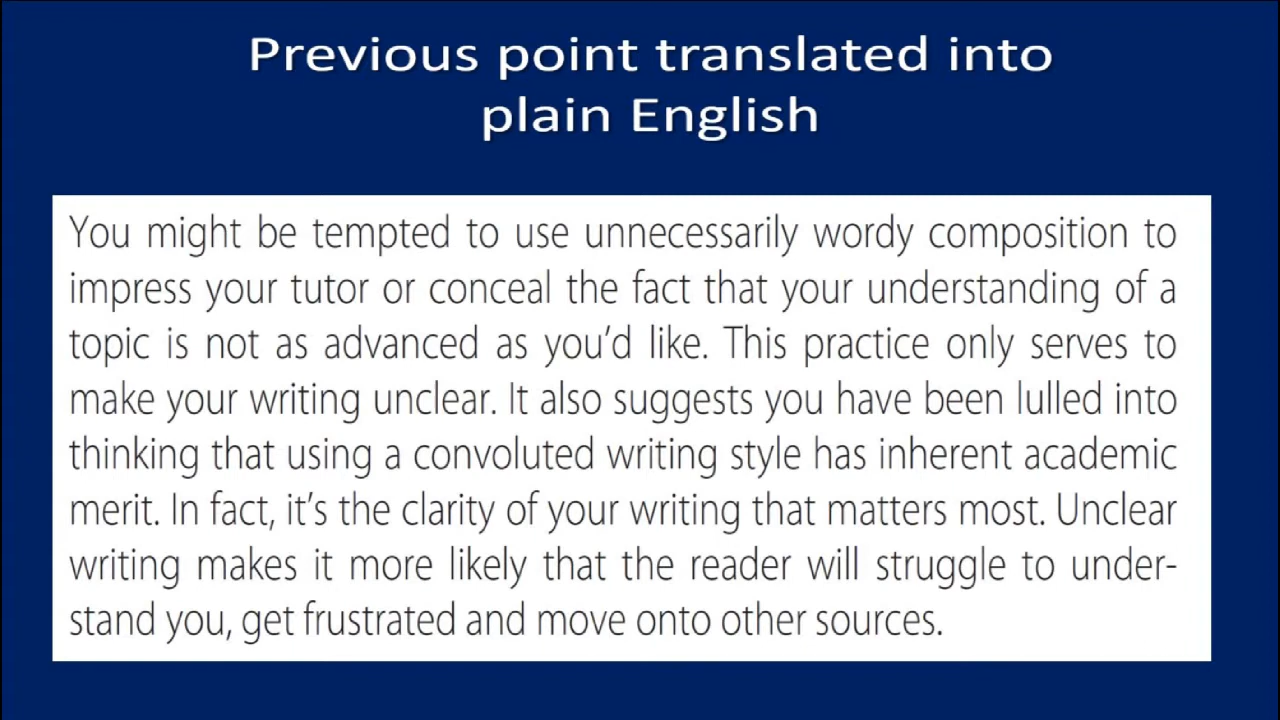 Previous point translated into
plain English
You might be tempted to use unnecessarily wordy composition to
impress your tutor or conceal the fact that your understanding of a
topic is not as advanced as you’d like. This practice only serves to
make your writing unclear. It also suggests you have been lulled into
thinking that using a convoluted writing style has inherent academic
merit. In fact, it’s the clarity of your writing that matters most. Unclear
writing makes it more likely that the reader will struggle to under-
stand you, get frustrated and move onto other sources.